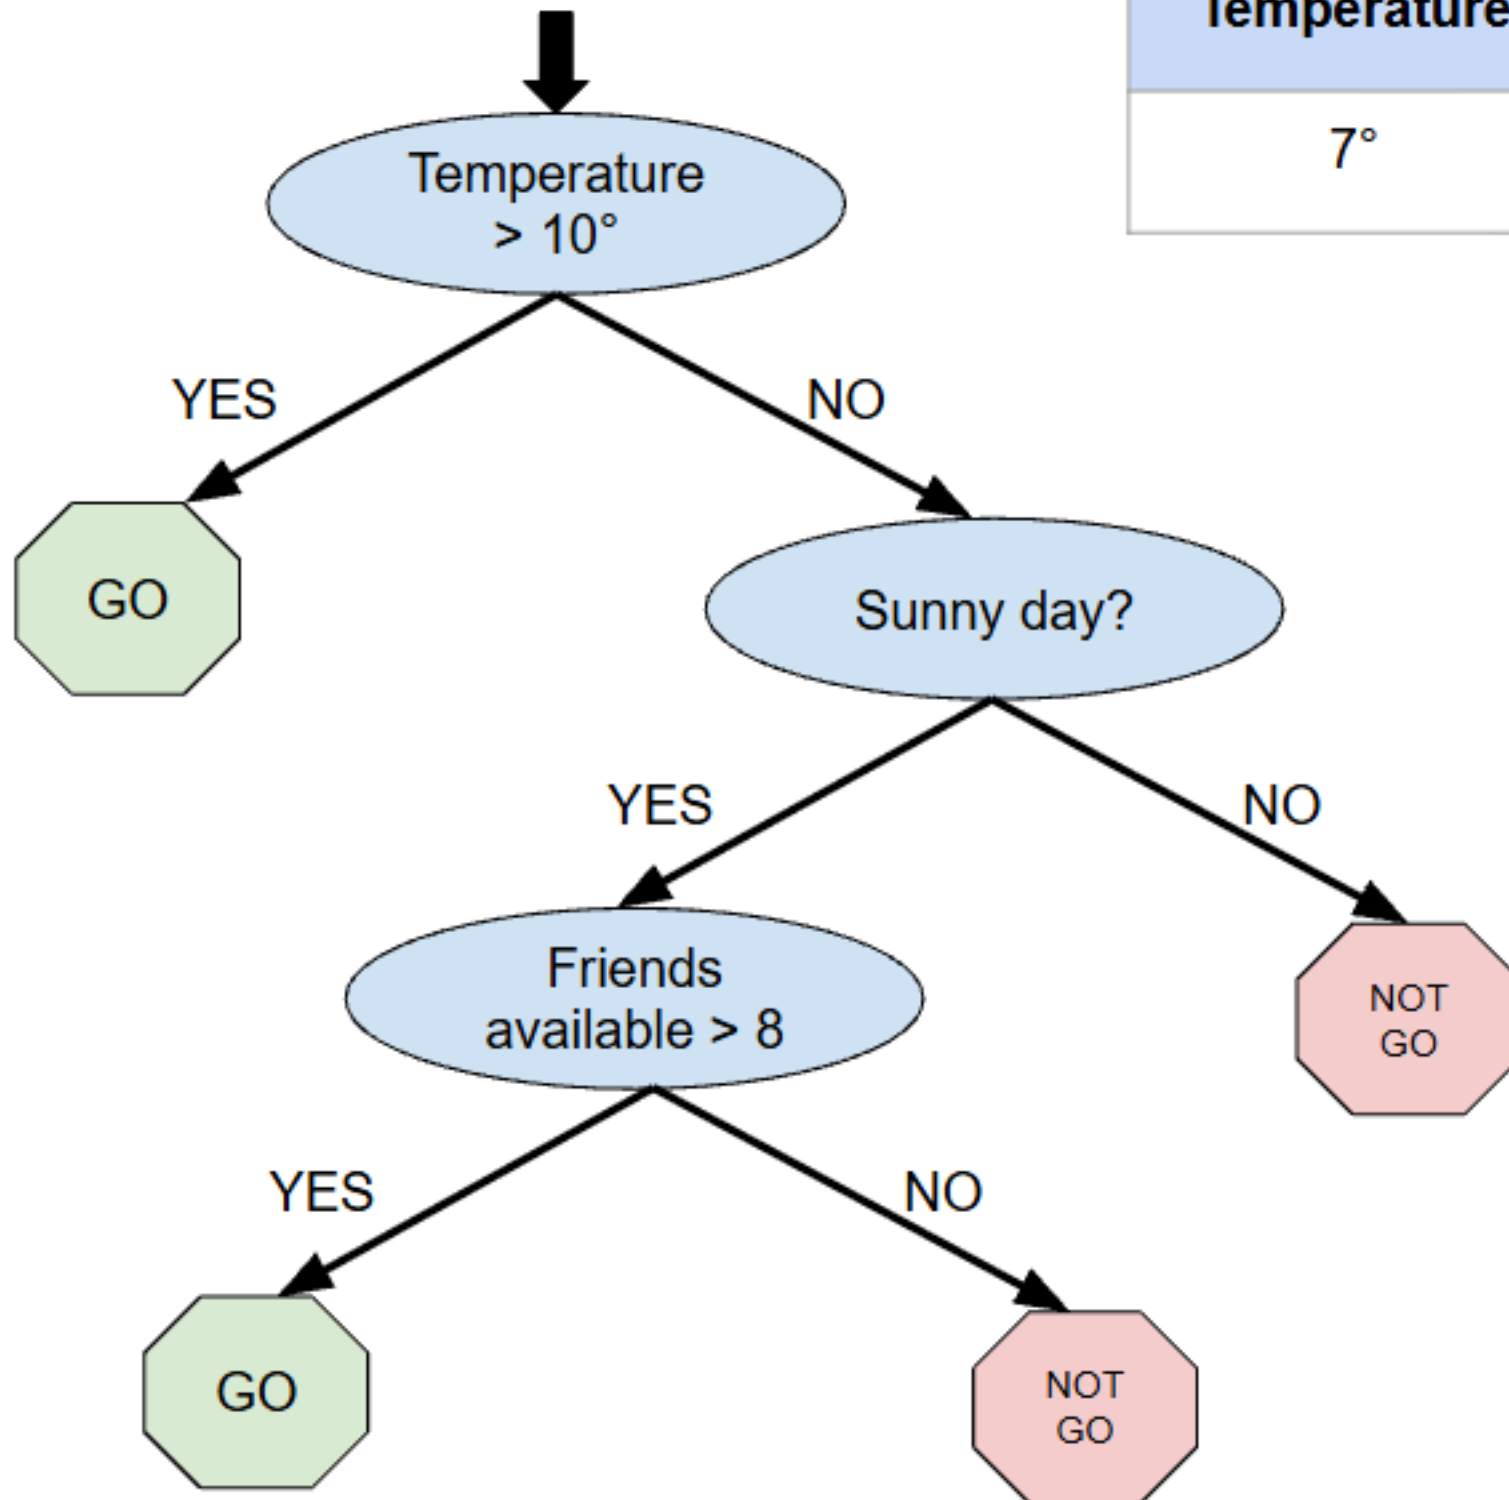 Temperature
7°
Temperature
> 10°
YES
NO
GO
Sunny day?
YES
NO
Friends
available > 8
NOT
GO
YES
NO
GO
NOT
GO